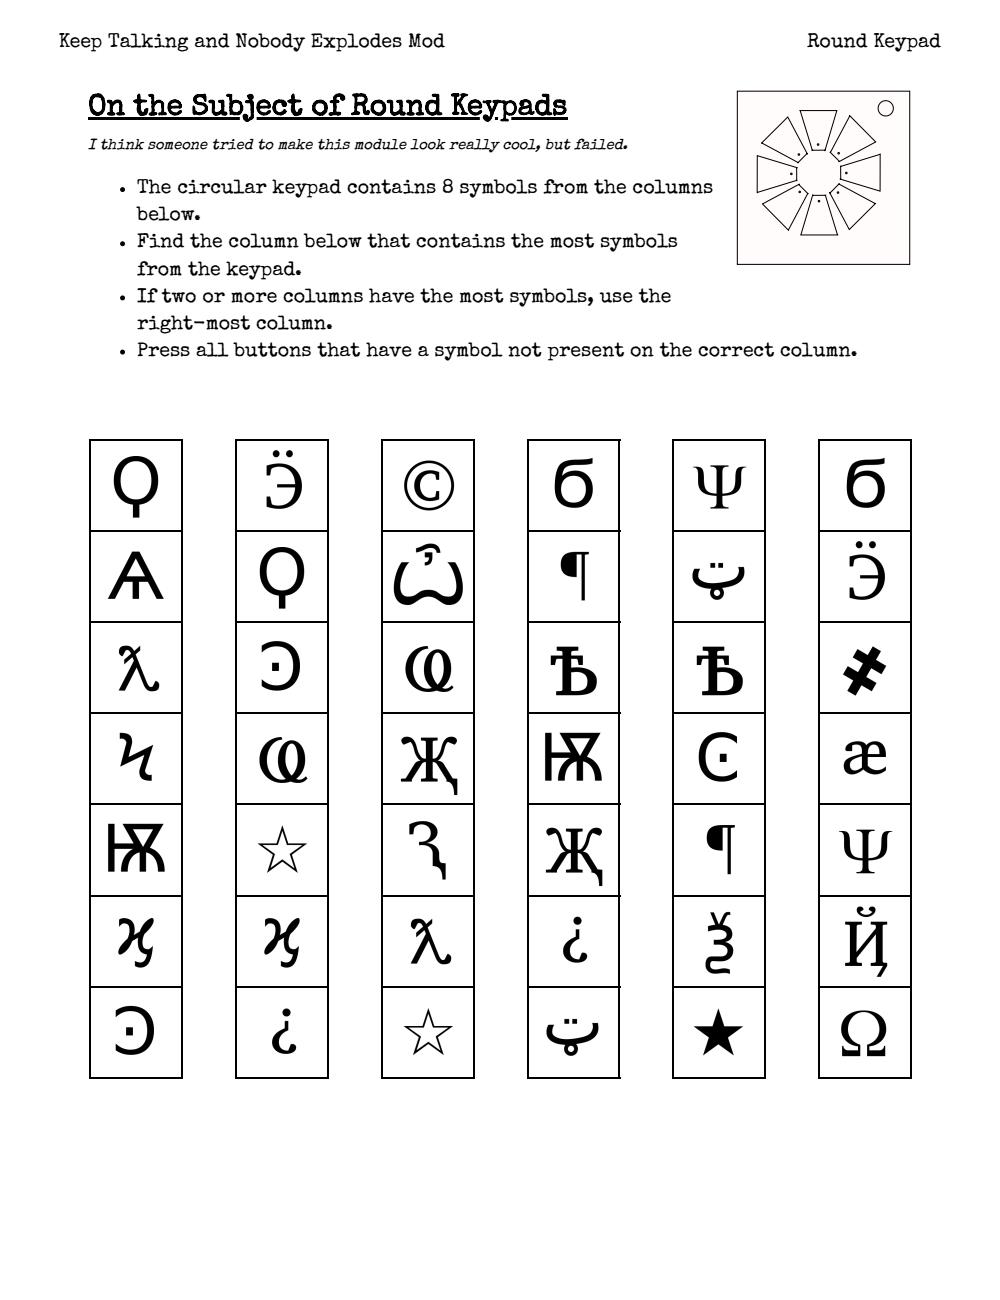 Keep Talking and Nobody Explodes Mod Round Keypad
On the Subject of Round Keypads
I think someone tried to make this module look really cool, but failed.
• The circular keypad contains 8 symbols from the columns
below.
• Find the column below that contains the most symbols
from the keypad.
• If two or more columns have the most symbols, use the
right-most column.
• Press all buttons that have a symbol not present on the correct column.
Ϙ Ӭ © б Ψ б
Ѧ Ϙ Ѽ ¶ ټ Ӭ
ƛ Ͽ Ҩ Ѣ Ѣ ҂
Ϟ Ҩ Җ Ѭ Ͼ æ
Ѭ ☆ Ԇ Җ ¶ Ψ
ϗ ϗ ƛ ¿ Ѯ Ҋ
Ͽ ¿ ☆ ټ ★ Ω